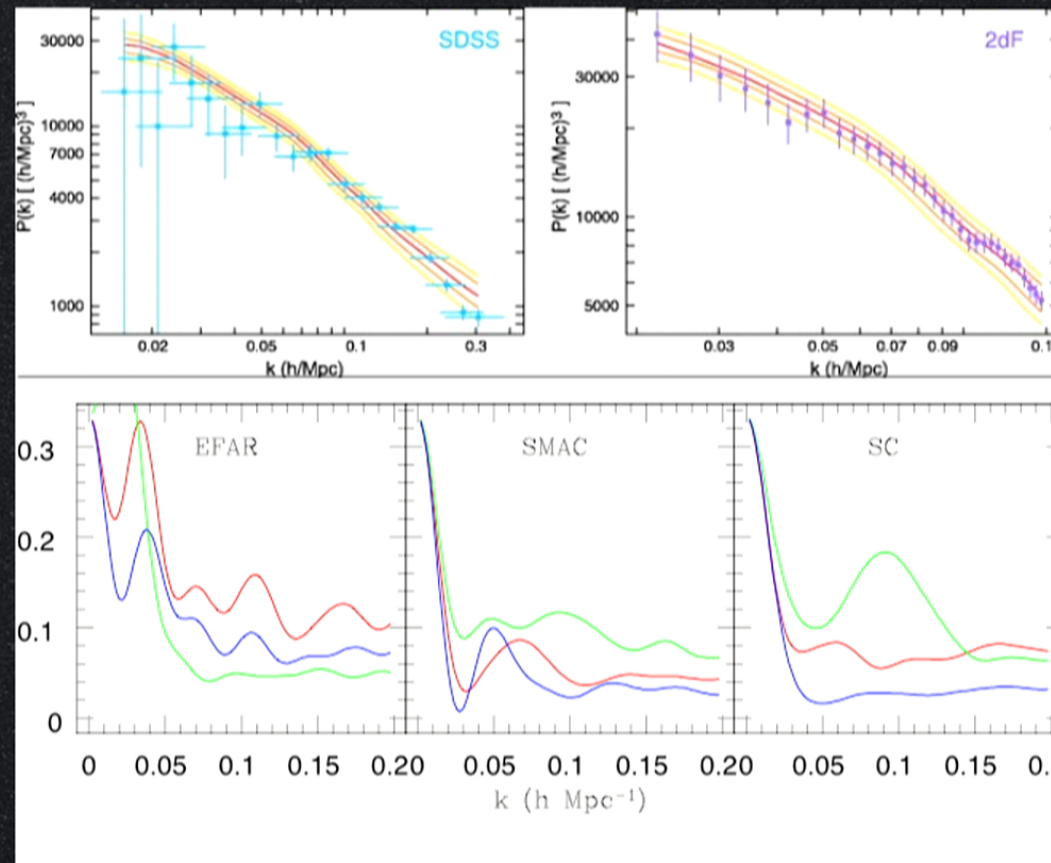 SDSS
30000
10000
7000
4000
1000
P(k) [ (h/Mpc)³ ]
0.02 0.05 0.1 0.3
k (h/Mpc)
2dF
30000
10000
5000
P(k) [ (h/Mpc)³ ]
0.03 0.05 0.07 0.09 0.1
k (h/Mpc)
EFAR SMAC SC
0.3
0.2
0.1
0
0 0.05 0.1 0.15 0.20 0.05 0.1 0.15 0.20 0.05 0.1 0.15 0.
k (h Mpc⁻¹)